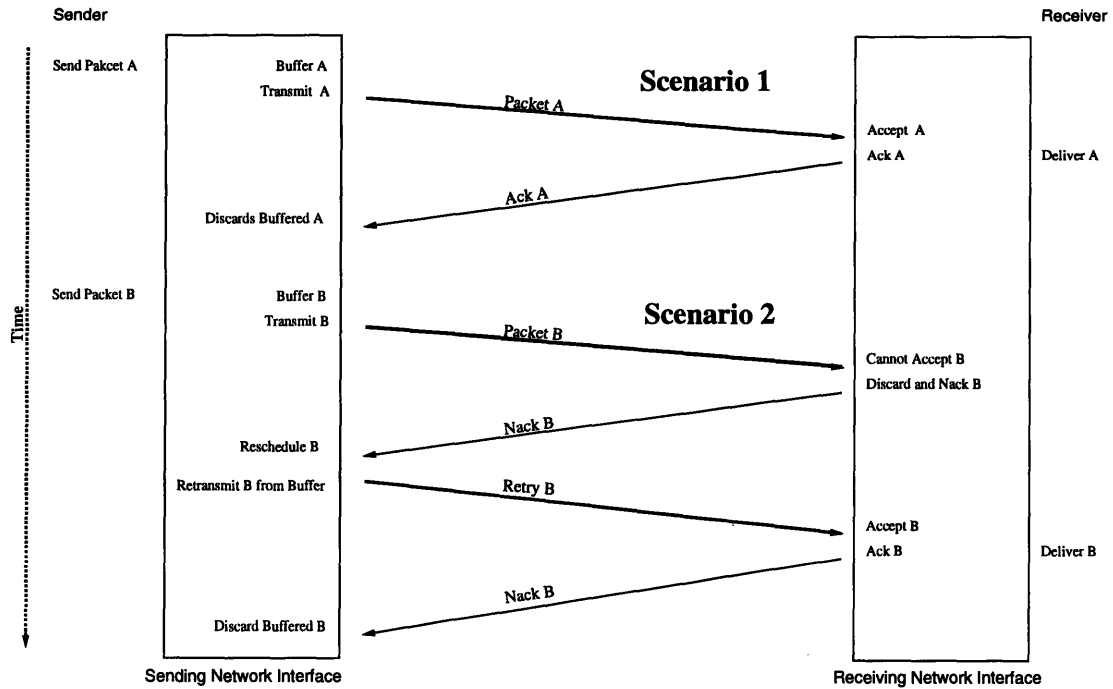 Sender
Receiver
Send Pakcet A
Buffer A
Transmit A
Scenario 1
Packet A
Accept A
Ack A
Deliver A
Ack A
Discards Buffered A
Send Packet B
Buffer B
Transmit B
Scenario 2
Packet B
Time
Cannot Accept B
Discard and Nack B
Nack B
Reschedule B
Retransmit B from Buffer
Retry B
Accept B
Ack B
Deliver B
Nack B
Discard Buffered B
Sending Network Interface
Receiving Network Interface